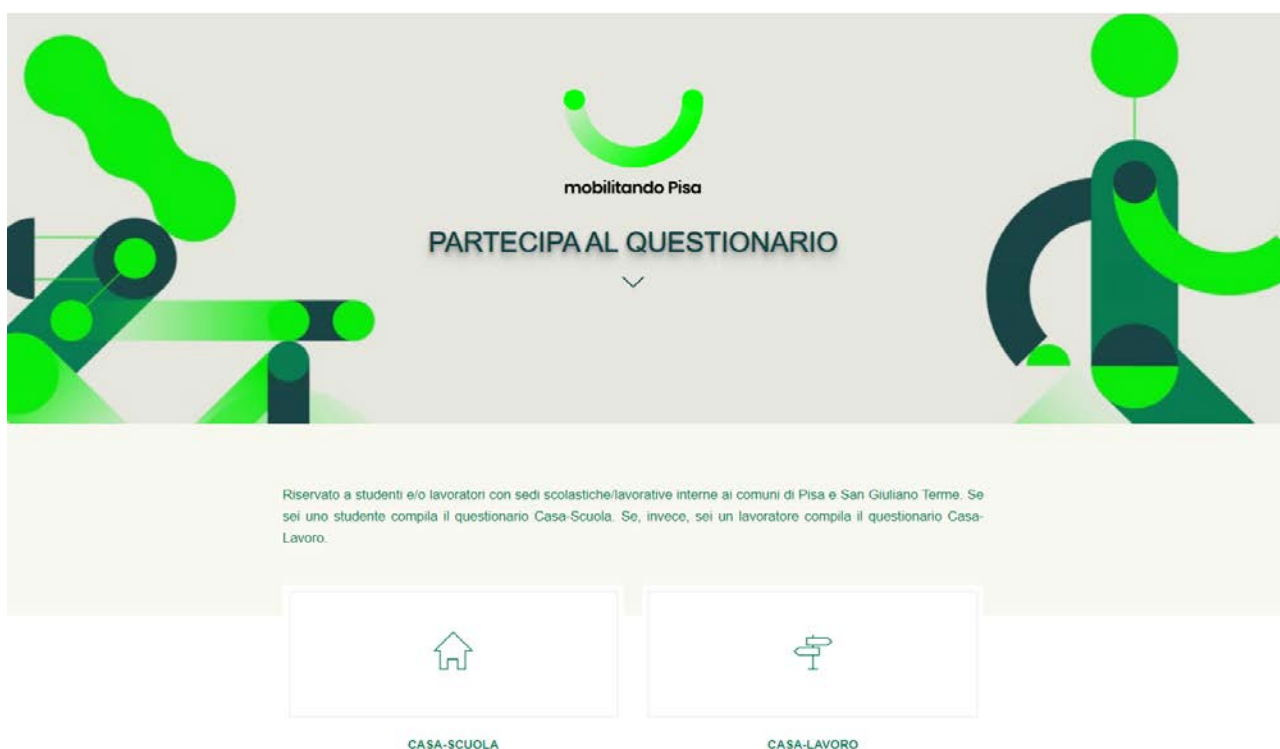 mobilitando Pisa
PARTECIPA AL QUESTIONARIO
Riservato a studenti e/o lavoratori con sedi scolastiche/lavorative interne ai comuni di Pisa e San Giuliano Terme. Se
sei uno studente compila il questionario Casa-Scuola. Se, invece, sei un lavoratore compila il questionario Casa-
Lavoro.
CASA-SCUOLA
CASA-LAVORO